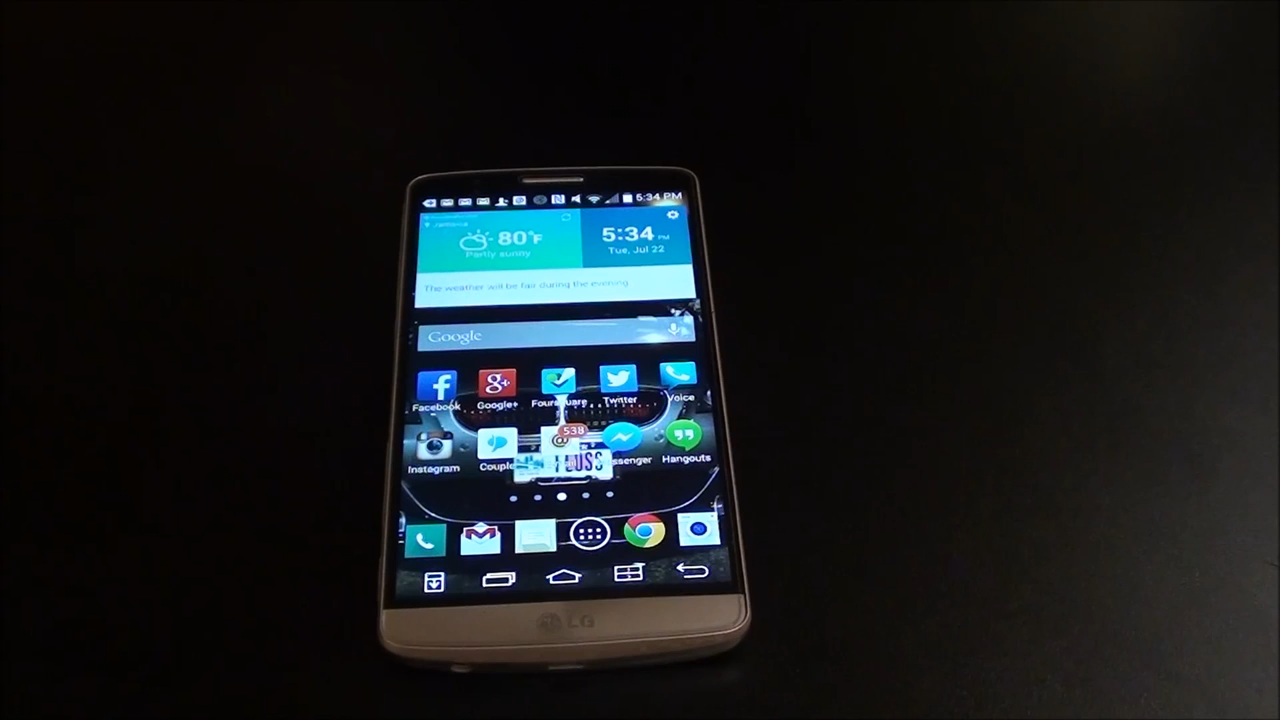 5:34 PM
80°F
Partly sunny
5:34 PM
Tue, Jul 22
The weather will be fair during the evening
Google
Facebook
Google+
Foursquare
Twitter
Voice
538
Instagram
Hangouts
LG